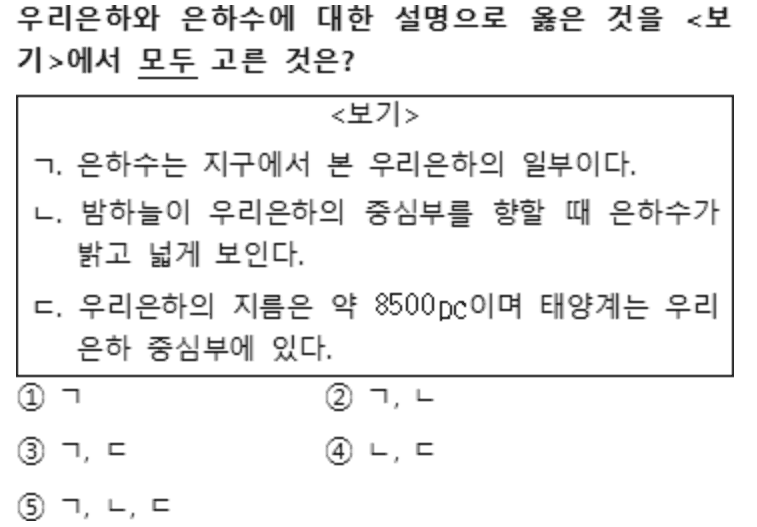 우리은하와 은하수에 대한 설명으로 옳은 것을 <보
기>에서 모두 고른 것은?
<보기>
ㄱ. 은하수는 지구에서 본 우리은하의 일부이다.
ㄴ. 밤하늘이 우리은하의 중심부를 향할 때 은하수가
밝고 넓게 보인다.
ㄷ. 우리은하의 지름은 약 8500pc이며 태양계는 우리
은하 중심부에 있다.
① ㄱ ② ㄱ, ㄴ
③ ㄱ, ㄷ ④ ㄴ, ㄷ
⑤ ㄱ, ㄴ, ㄷ